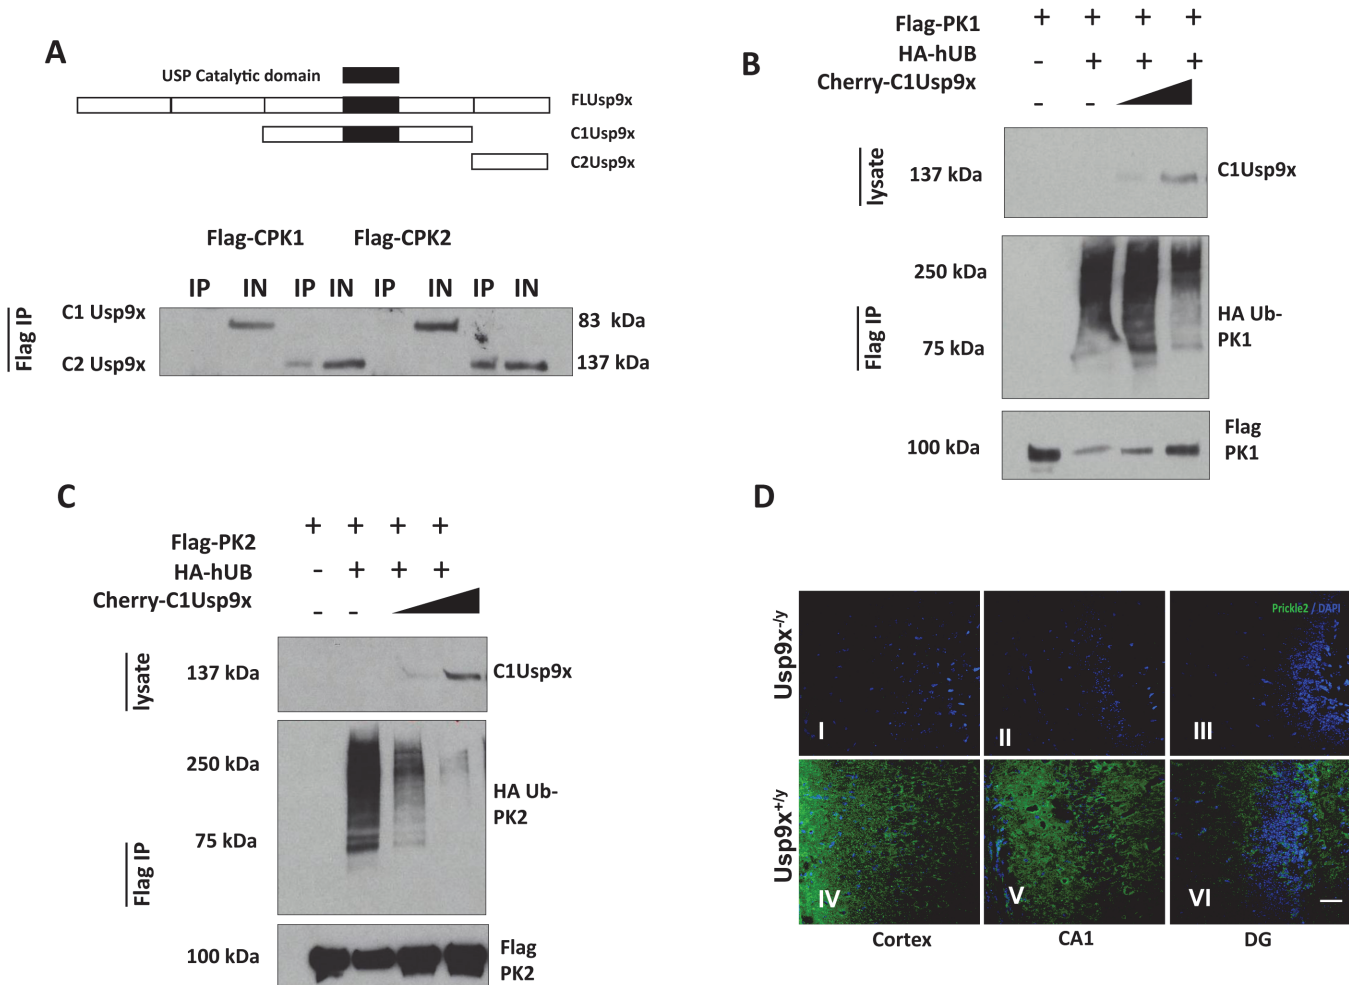 A
USP Catalytic domain
FLUsp9x
C1Usp9x
C2Usp9x
Flag-CPK1 Flag-CPK2
IP IN IP IN IP IN IP IN
Flag IP
C1 Usp9x 83 kDa
C2 Usp9x 137 kDa
B
Flag-PK1 + + + +
HA-hUB - + + +
Cherry-C1Usp9x - -
lysate
137 kDa C1Usp9x
Flag IP
250 kDa
75 kDa
HA Ub-
PK1
100 kDa
Flag
PK1
C
Flag-PK2 + + + +
HA-hUB - + + +
Cherry-C1Usp9x - -
lysate
137 kDa C1Usp9x
Flag IP
250 kDa
75 kDa
HA Ub-
PK2
100 kDa
Flag
PK2
D
Prickle2 / DAPI
Usp9x-/y
I II III
Usp9x+/y
IV V VI
Cortex CA1 DG